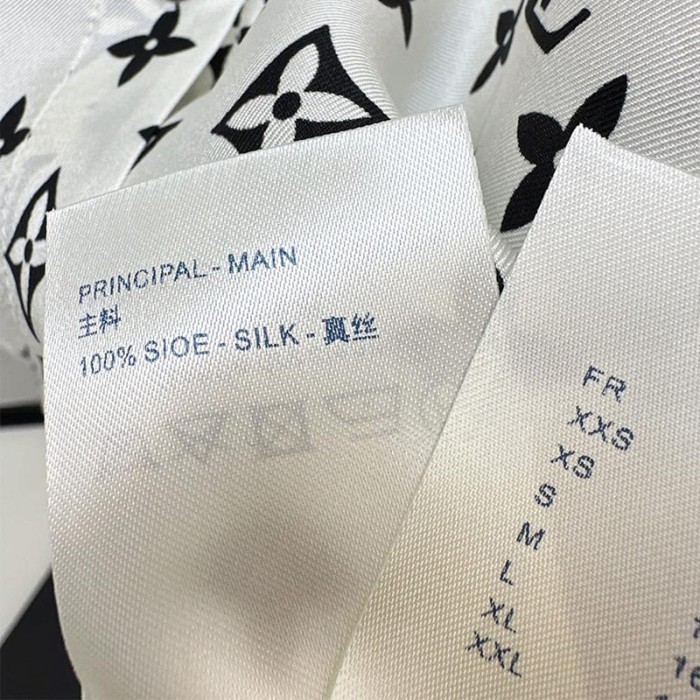 PRINCIPAL - MAIN
主料
100% SIOE - SILK - 真丝
FR
XXS
XS
S
M
L
XL
XXL